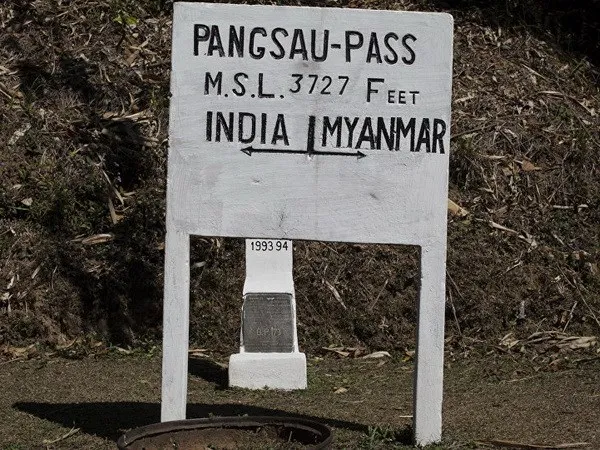 PANGSAU-PASS
M.S.L. 3727 FEET
INDIA MYANMAR
1993 94